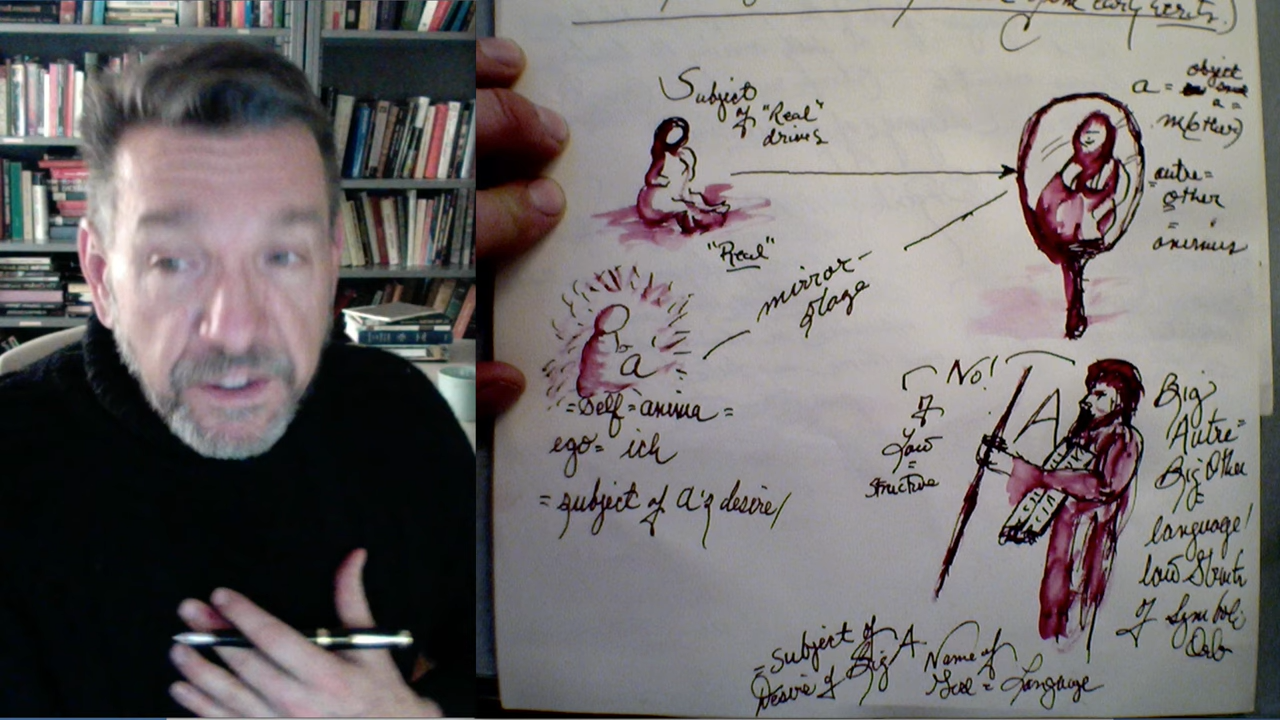 Subject
of "Real"
drives
"Real"
mirror-
stage
a'
= Self = anima =
ego = ich
= subject of a's desire/
a = object
a =
m(other)
autre =
other
=
animus
No!
of
Law
=
structure
A
Big
Autre =
Big Other
=
language/
law Struct
of Symbolic
= Subject of
Desire of Big A
Name of
= Language